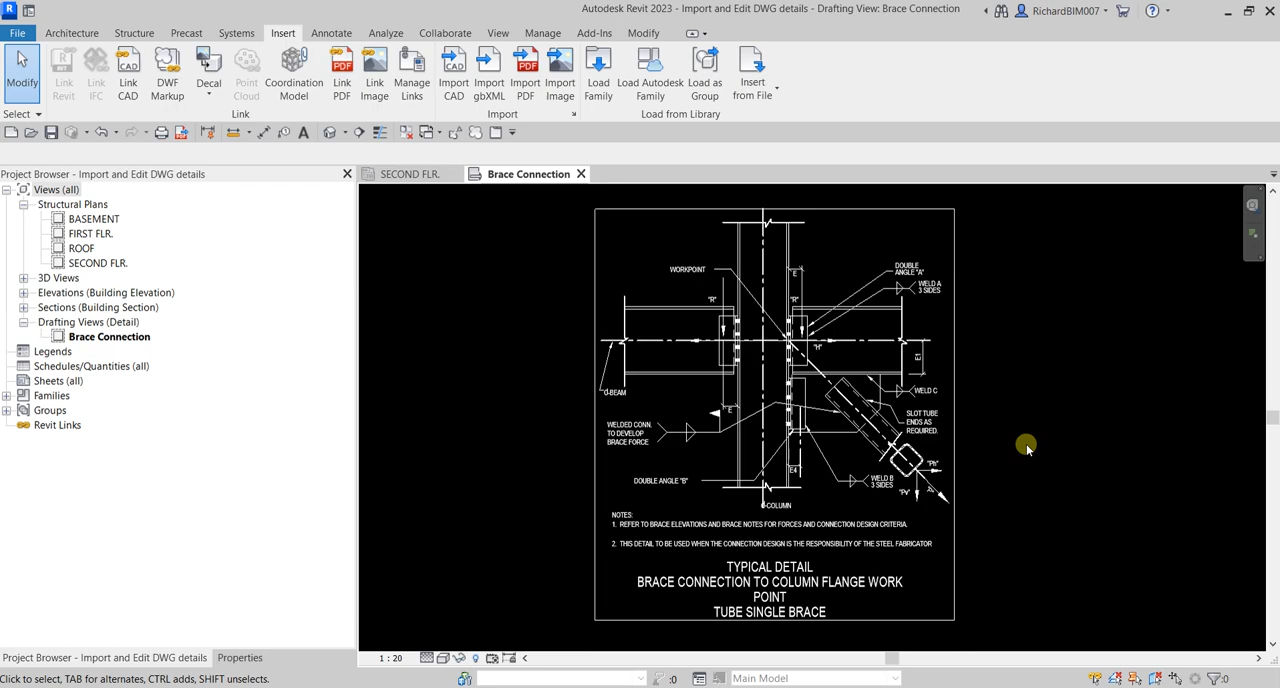 Autodesk Revit 2023 - Import and Edit DWG details - Drafting View: Brace Connection
RichardBIM007
File Architecture Structure Precast Systems Insert Annotate Analyze Collaborate View Manage Add-Ins Modify
Modify
Link Revit
Link IFC
Link CAD
DWF Markup
Decal
Point Cloud
Coordination Model
Link PDF
Link Image
Manage Links
Import CAD
Import gbXML
Import PDF
Import Image
Load Family
Load Autodesk Family
Load as Group
Insert from File
Select
Link
Import
Load from Library
Project Browser - Import and Edit DWG details
SECOND FLR.
Brace Connection
Views (all)
Structural Plans
BASEMENT
FIRST FLR.
ROOF
SECOND FLR.
3D Views
Elevations (Building Elevation)
Sections (Building Section)
Drafting Views (Detail)
Brace Connection
Legends
Schedules/Quantities (all)
Sheets (all)
Families
Groups
Revit Links
WORKPOINT
E
DOUBLE
ANGLE "A"
WELD A
3 SIDES
"R"
"R"
"H"
E1
-BEAM
WELD C
E
SLOT TUBE
ENDS AS
REQUIRED.
WELDED CONN.
TO DEVELOP
BRACE FORCE
E4
"Ph"
DOUBLE ANGLE "B"
WELD B
3 SIDES
"Pv"
-COLUMN
NOTES:
1. REFER TO BRACE ELEVATIONS AND BRACE NOTES FOR FORCES AND CONNECTION DESIGN CRITERIA.
2. THIS DETAIL TO BE USED WHEN THE CONNECTION DESIGN IS THE RESPONSIBILITY OF THE STEEL FABRICATOR
TYPICAL DETAIL
BRACE CONNECTION TO COLUMN FLANGE WORK
POINT
TUBE SINGLE BRACE
Project Browser - Import and Edit DWG details
Properties
1 : 20
Click to select, TAB for alternates, CTRL adds, SHIFT unselects.
:0
Main Model
:0